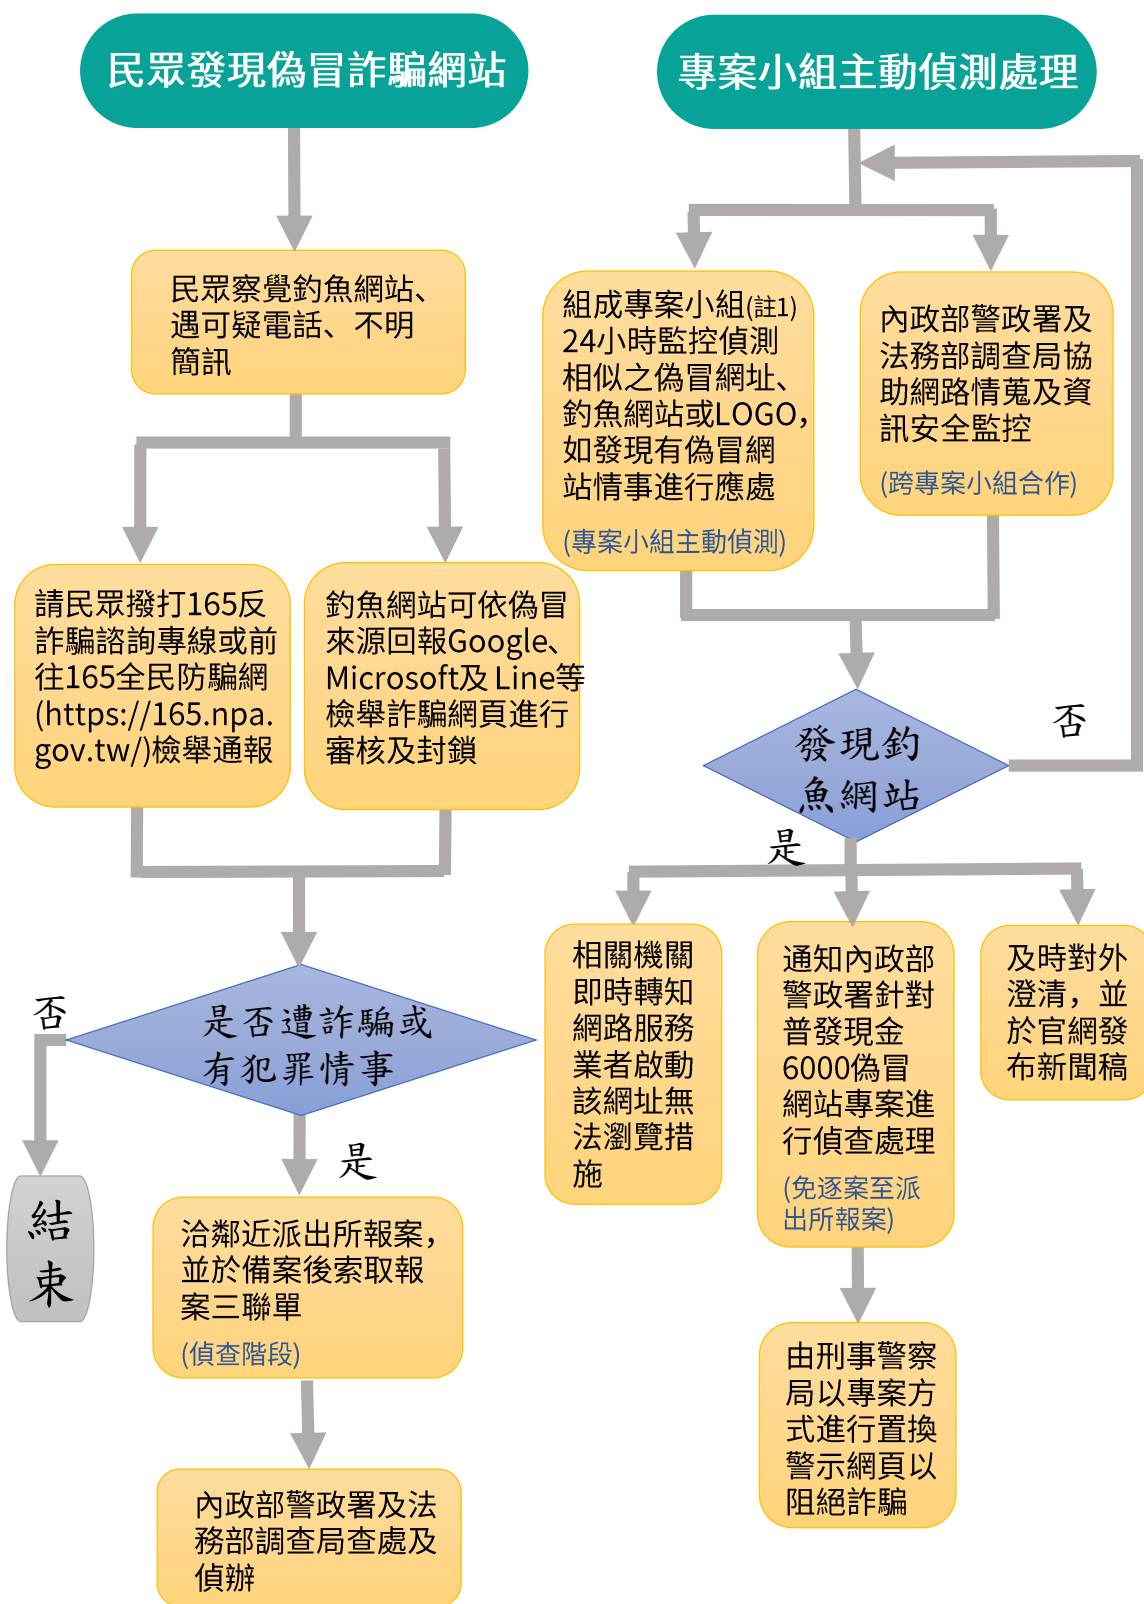 民眾發現偽冒詐騙網站
民眾察覺釣魚網站、
遇可疑電話、不明
簡訊
請民眾撥打165反
詐騙諮詢專線或前
往165全民防騙網
(https://165.npa.
gov.tw/)檢舉通報
釣魚網站可依偽冒
來源回報Google、
Microsoft及 Line等
檢舉詐騙網頁進行
審核及封鎖
是否遭詐騙或
有犯罪情事
否
結
束
是
洽鄰近派出所報案，
並於備案後索取報
案三聯單
(偵查階段)
內政部警政署及法
務部調查局查處及
偵辦
專案小組主動偵測處理
組成專案小組(註1)
24小時監控偵測
相似之偽冒網址、
釣魚網站或LOGO，
如發現有偽冒網
站情事進行應處
(專案小組主動偵測)
內政部警政署及
法務部調查局協
助網路情蒐及資
訊安全監控
(跨專案小組合作)
發現釣
魚網站
否
是
相關機關
即時轉知
網路服務
業者啟動
該網址無
法瀏覽措
施
通知內政部
警政署針對
普發現金
6000偽冒
網站專案進
行偵查處理
(免逐案至派
出所報案)
由刑事警察
局以專案方
式進行置換
警示網頁以
阻絕詐騙
及時對外
澄清，並
於官網發
布新聞稿